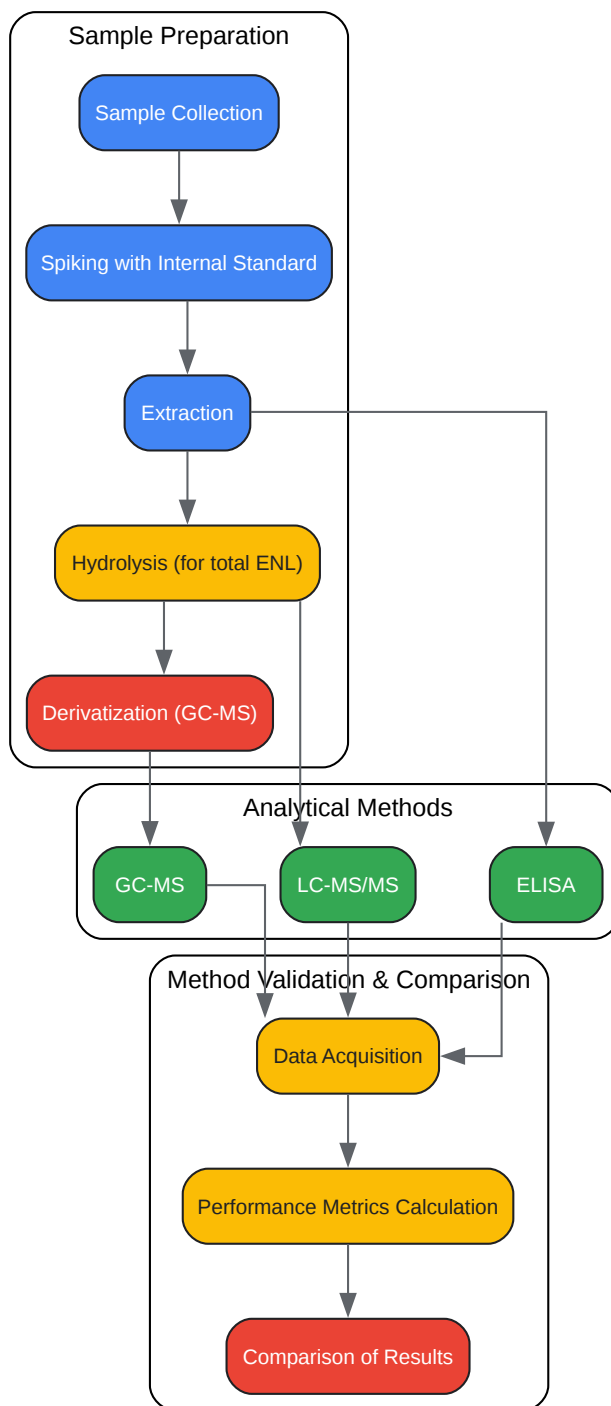 Sample Preparation
Sample Collection
Spiking with Internal Standard
Extraction
Hydrolysis (for total ENL)
Derivatization (GC-MS)
Analytical Methods
GC-MS
LC-MS/MS
ELISA
Method Validation & Comparison
Data Acquisition
Performance Metrics Calculation
Comparison of Results